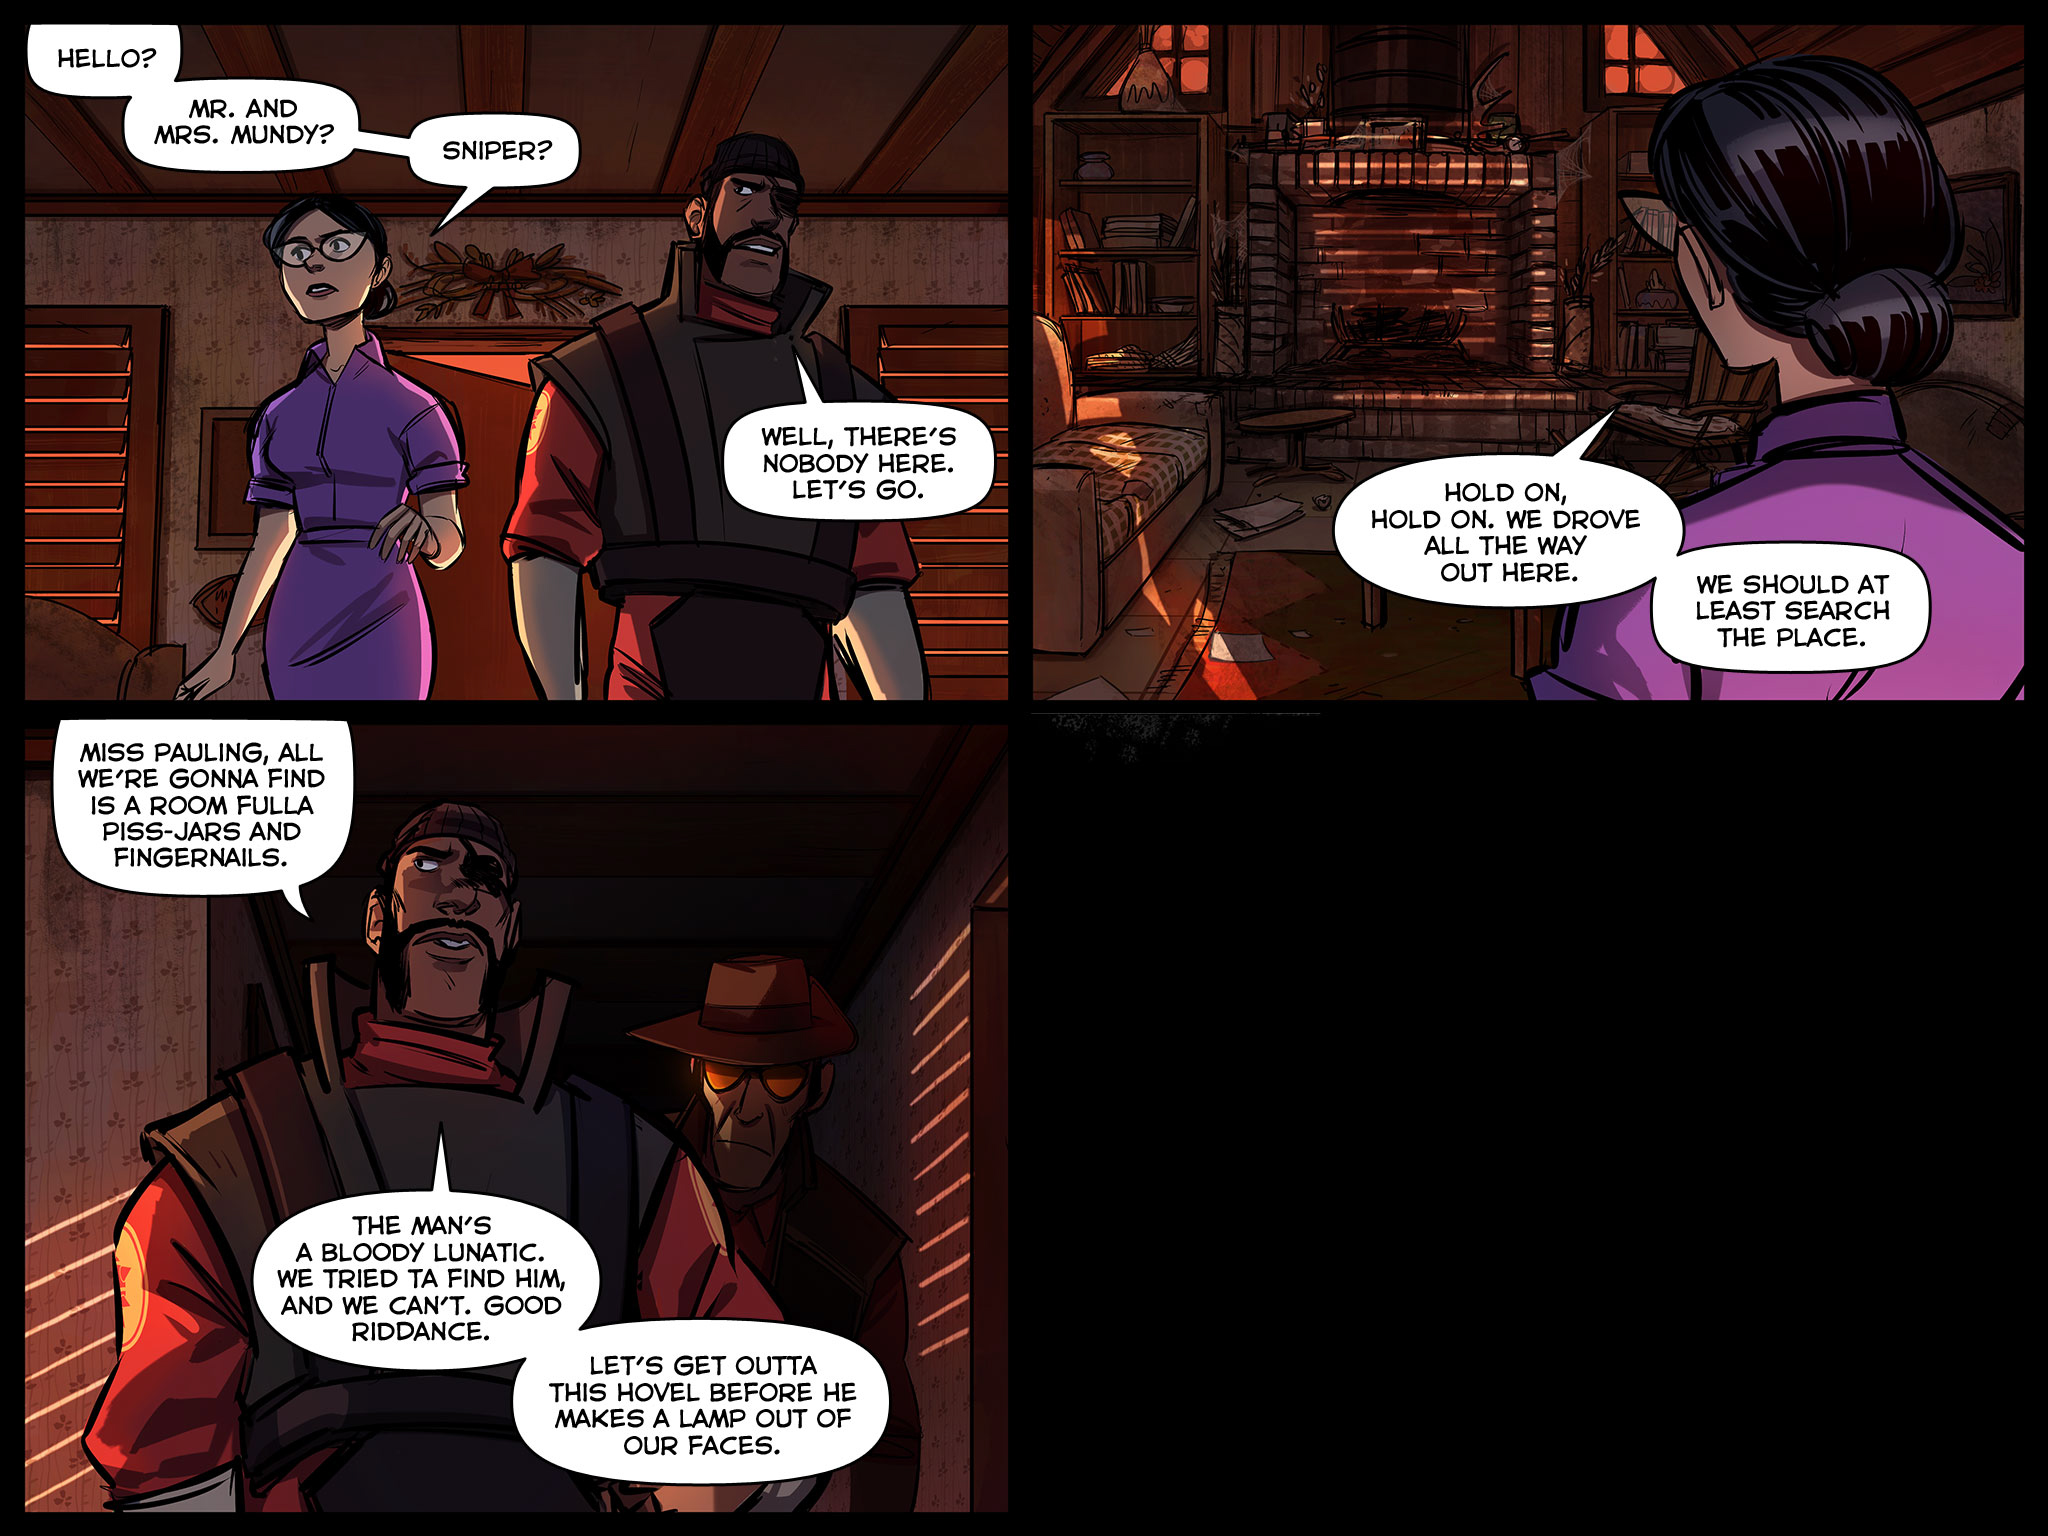 HELLO?
MR. AND
MRS. MUNDY?
SNIPER?
WELL, THERE'S
NOBODY HERE.
LET'S GO.
HOLD ON,
HOLD ON. WE DROVE
ALL THE WAY
OUT HERE.
WE SHOULD AT
LEAST SEARCH
THE PLACE.
MISS PAULING, ALL
WE'RE GONNA FIND
IS A ROOM FULLA
PISS-JARS AND
FINGERNAILS.
THE MAN'S
A BLOODY LUNATIC.
WE TRIED TA FIND HIM,
AND WE CAN'T. GOOD
RIDDANCE.
LET'S GET OUTTA
THIS HOVEL BEFORE HE
MAKES A LAMP OUT OF
OUR FACES.